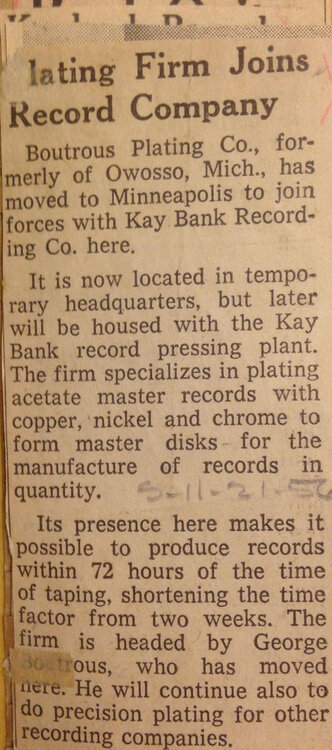 lating Firm Joins
Record Company
Boutrous Plating Co., for-
merly of Owosso, Mich., has
moved to Minneapolis to join
forces with Kay Bank Record-
ing Co. here.
It is now located in tempo-
rary headquarters, but later
will be housed with the Kay
Bank record pressing plant.
The firm specializes in plating
acetate master records with
copper, nickel and chrome to
form master disks for the
manufacture of records in
quantity.
Its presence here makes it
possible to produce records
within 72 hours of the time
of taping, shortening the time
factor from two weeks. The
firm is headed by George
Boutrous, who has moved
here. He will continue also to
do precision plating for other
recording companies.